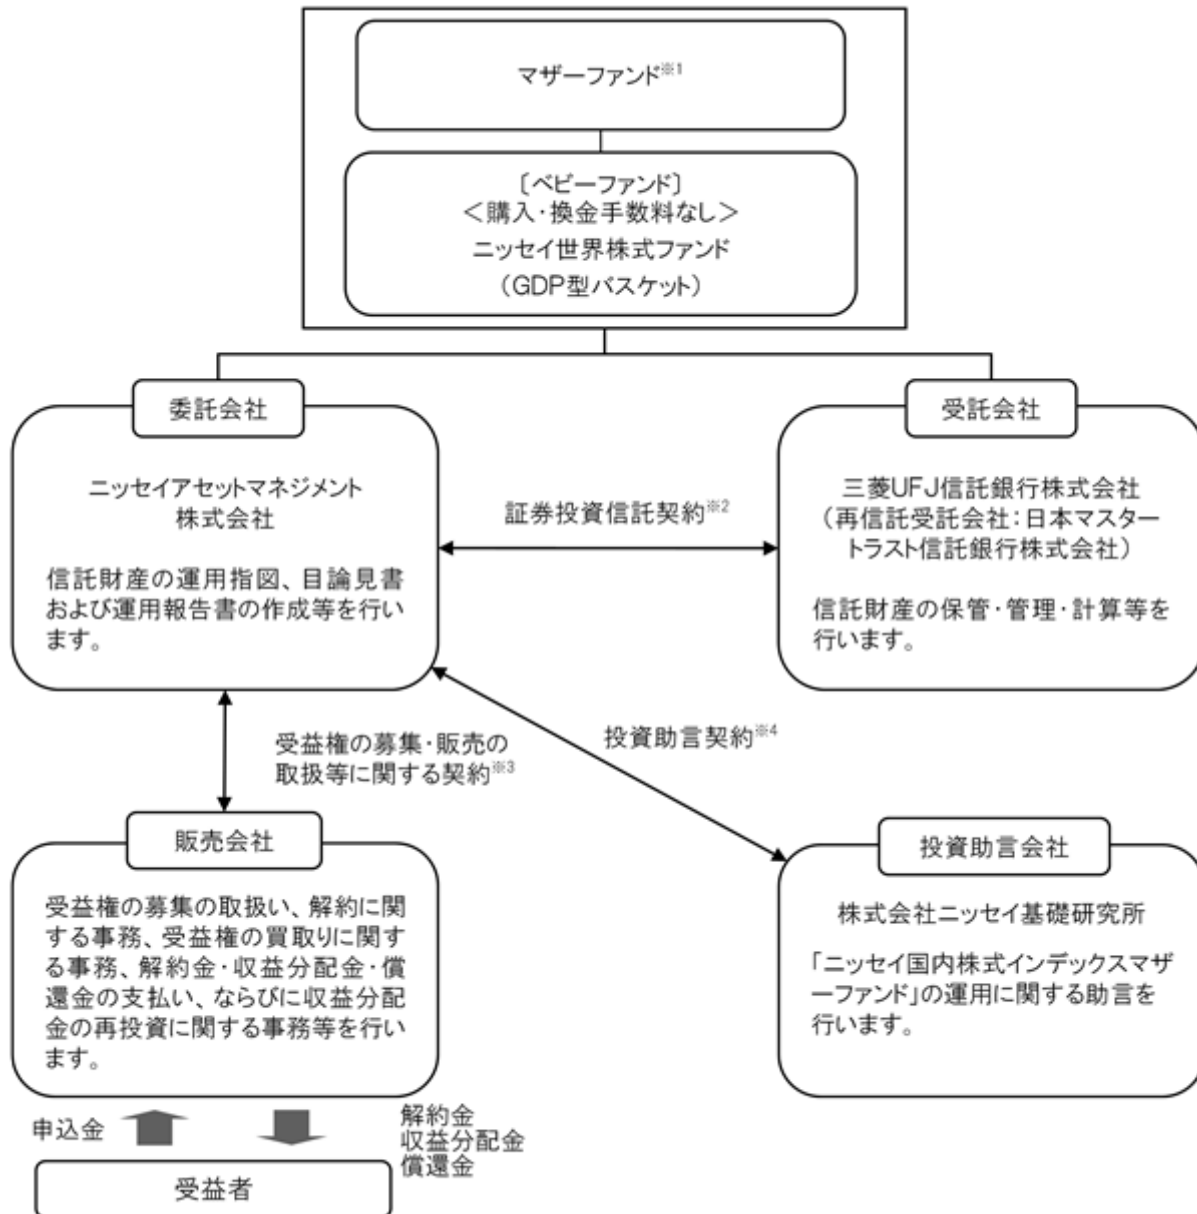 マザーファンド※1
〔ベビーファンド〕
＜購入・換金手数料なし＞
ニッセイ世界株式ファンド
（GDP型バスケット）
委託会社
ニッセイアセットマネジメント
株式会社
信託財産の運用指図、目論見書
および運用報告書の作成等を行い
ます。
証券投資信託契約※2
受託会社
三菱UFJ信託銀行株式会社
（再信託受託会社：日本マスター
トラスト信託銀行株式会社）
信託財産の保管・管理・計算等を
行います。
受益権の募集・販売の
取扱等に関する契約※3
投資助言契約※4
販売会社
受益権の募集の取扱い、解約に関
する事務、受益権の買取りに関す
る事務、解約金・収益分配金・償
還金の支払い、ならびに収益分配
金の再投資に関する事務等を行い
ます。
投資助言会社
株式会社ニッセイ基礎研究所
「ニッセイ国内株式インデックスマザ
ーファンド」の運用に関する助言を
行います。
申込金
解約金
収益分配金
償還金
受益者